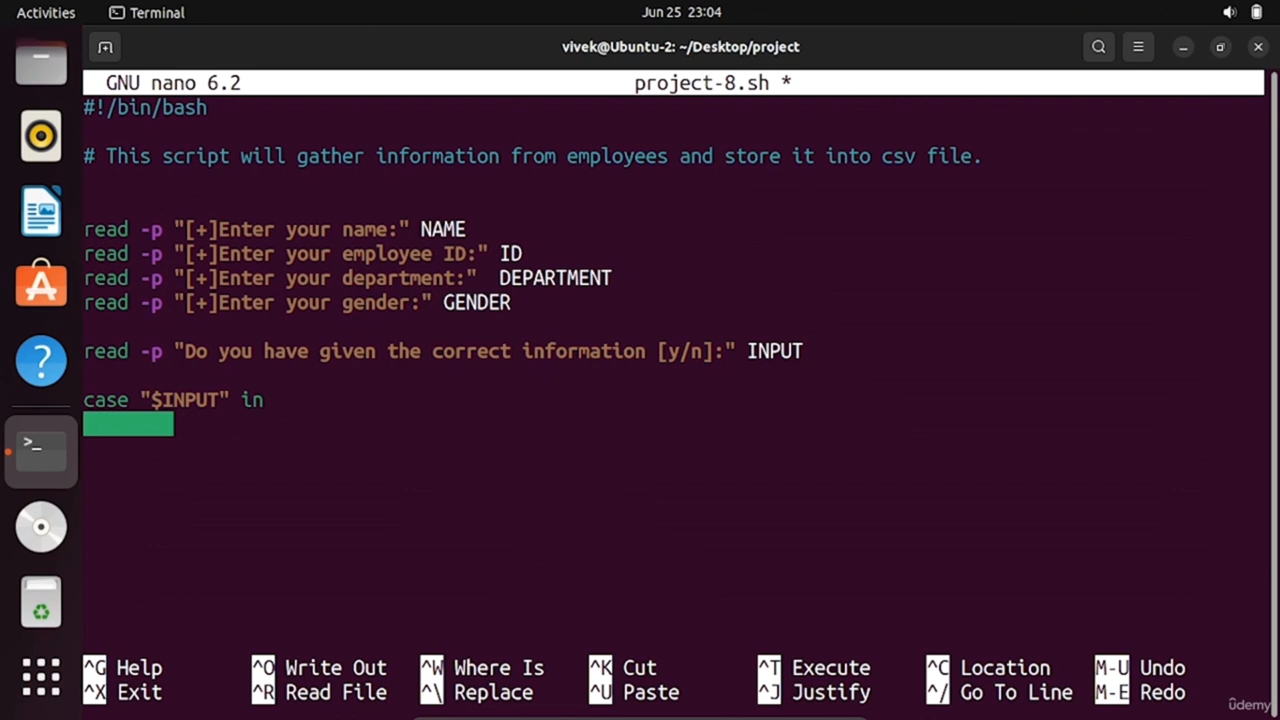 Activities Terminal Jun 25 23:04
vivek@Ubuntu-2: ~/Desktop/project
GNU nano 6.2 project-8.sh *
#!/bin/bash
# This script will gather information from employees and store it into csv file.
read -p "[+]Enter your name:" NAME
read -p "[+]Enter your employee ID:" ID
read -p "[+]Enter your department:"  DEPARTMENT
read -p "[+]Enter your gender:" GENDER
read -p "Do you have given the correct information [y/n]:" INPUT
case "$INPUT" in
^G Help ^O Write Out ^W Where Is ^K Cut ^T Execute ^C Location M-U Undo
^X Exit ^R Read File ^\ Replace ^U Paste ^J Justify ^/ Go To Line M-E Redo
ûdemy